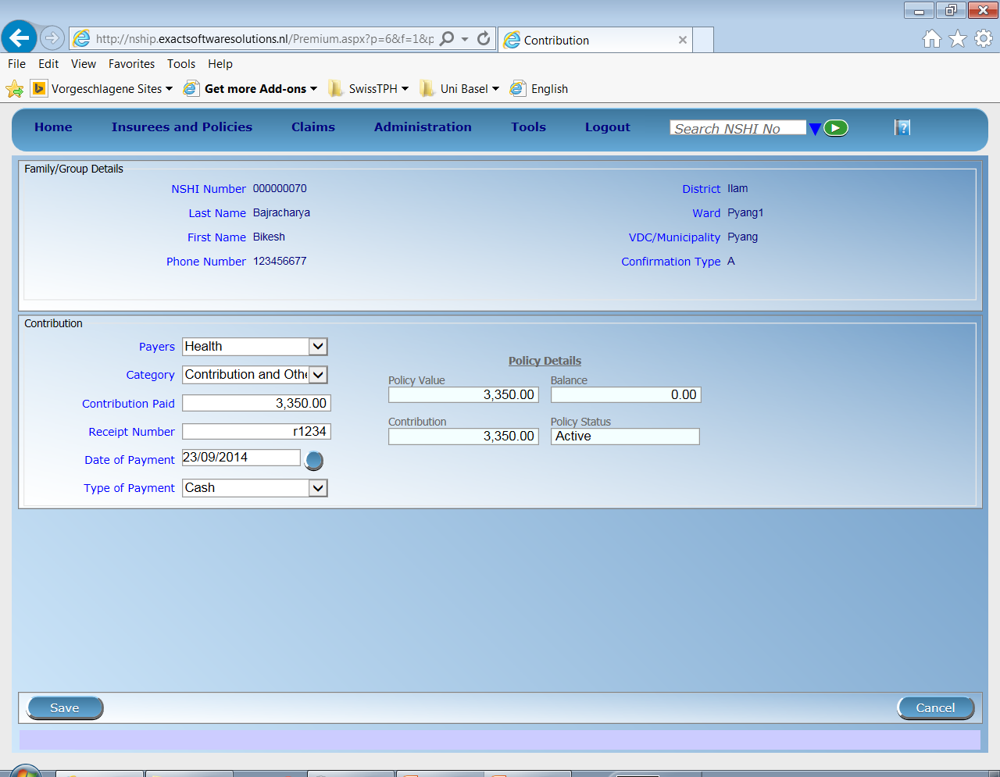 http://nship.exactsoftwaresolutions.nl/Premium.aspx?p=6&f=1&p
Contribution
File Edit View Favorites Tools Help
Vorgeschlagene Sites Get more Add-ons SwissTPH Uni Basel English
Home Insurees and Policies Claims Administration Tools Logout Search NSHI No
Family/Group Details
NSHI Number 000000070 District Ilam
Last Name Bajracharya Ward Pyang1
First Name Bikesh VDC/Municipality Pyang
Phone Number 123456677 Confirmation Type A
Contribution
Payers Health
Policy Details
Category Contribution and Othe
Policy Value Balance
3,350.00 0.00
Contribution Paid 3,350.00
Contribution Policy Status
Receipt Number r1234
3,350.00 Active
Date of Payment 23/09/2014
Type of Payment Cash
Save Cancel